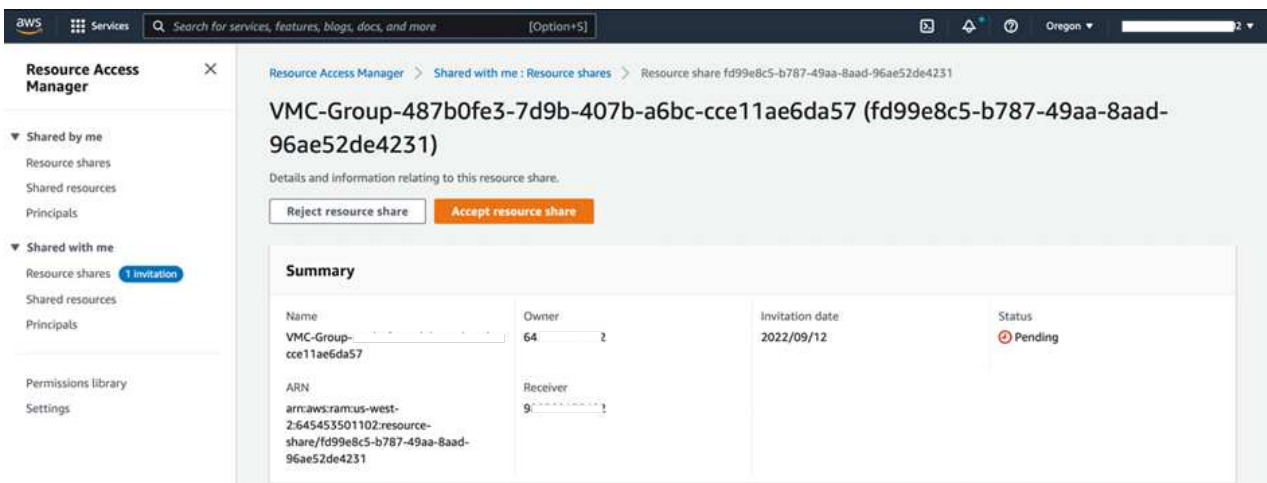 aws Services Search for services, features, blogs, docs, and more [Option+S] Oregon ▼ 2 ▼
Resource Access Manager > Shared with me : Resource shares > Resource share fd99e8c5-b787-49aa-8aad-96ae52de4231
Resource Access
Manager
Shared by me
Resource shares
Shared resources
Principals
Shared with me
Resource shares 1 invitation
Shared resources
Principals
Permissions library
Settings
VMC-Group-487b0fe3-7d9b-407b-a6bc-cce11ae6da57 (fd99e8c5-b787-49aa-8aad-
96ae52de4231)
Details and information relating to this resource share.
Reject resource share Accept resource share
Summary
Name
VMC-Group-
cce11ae6da57
Owner
64 2
Invitation date
2022/09/12
Status
Pending
ARN
arn:aws:ram:us-west-
2:645453501102:resource-
share/fd99e8c5-b787-49aa-8aad-
96ae52de4231
Receiver
9 2